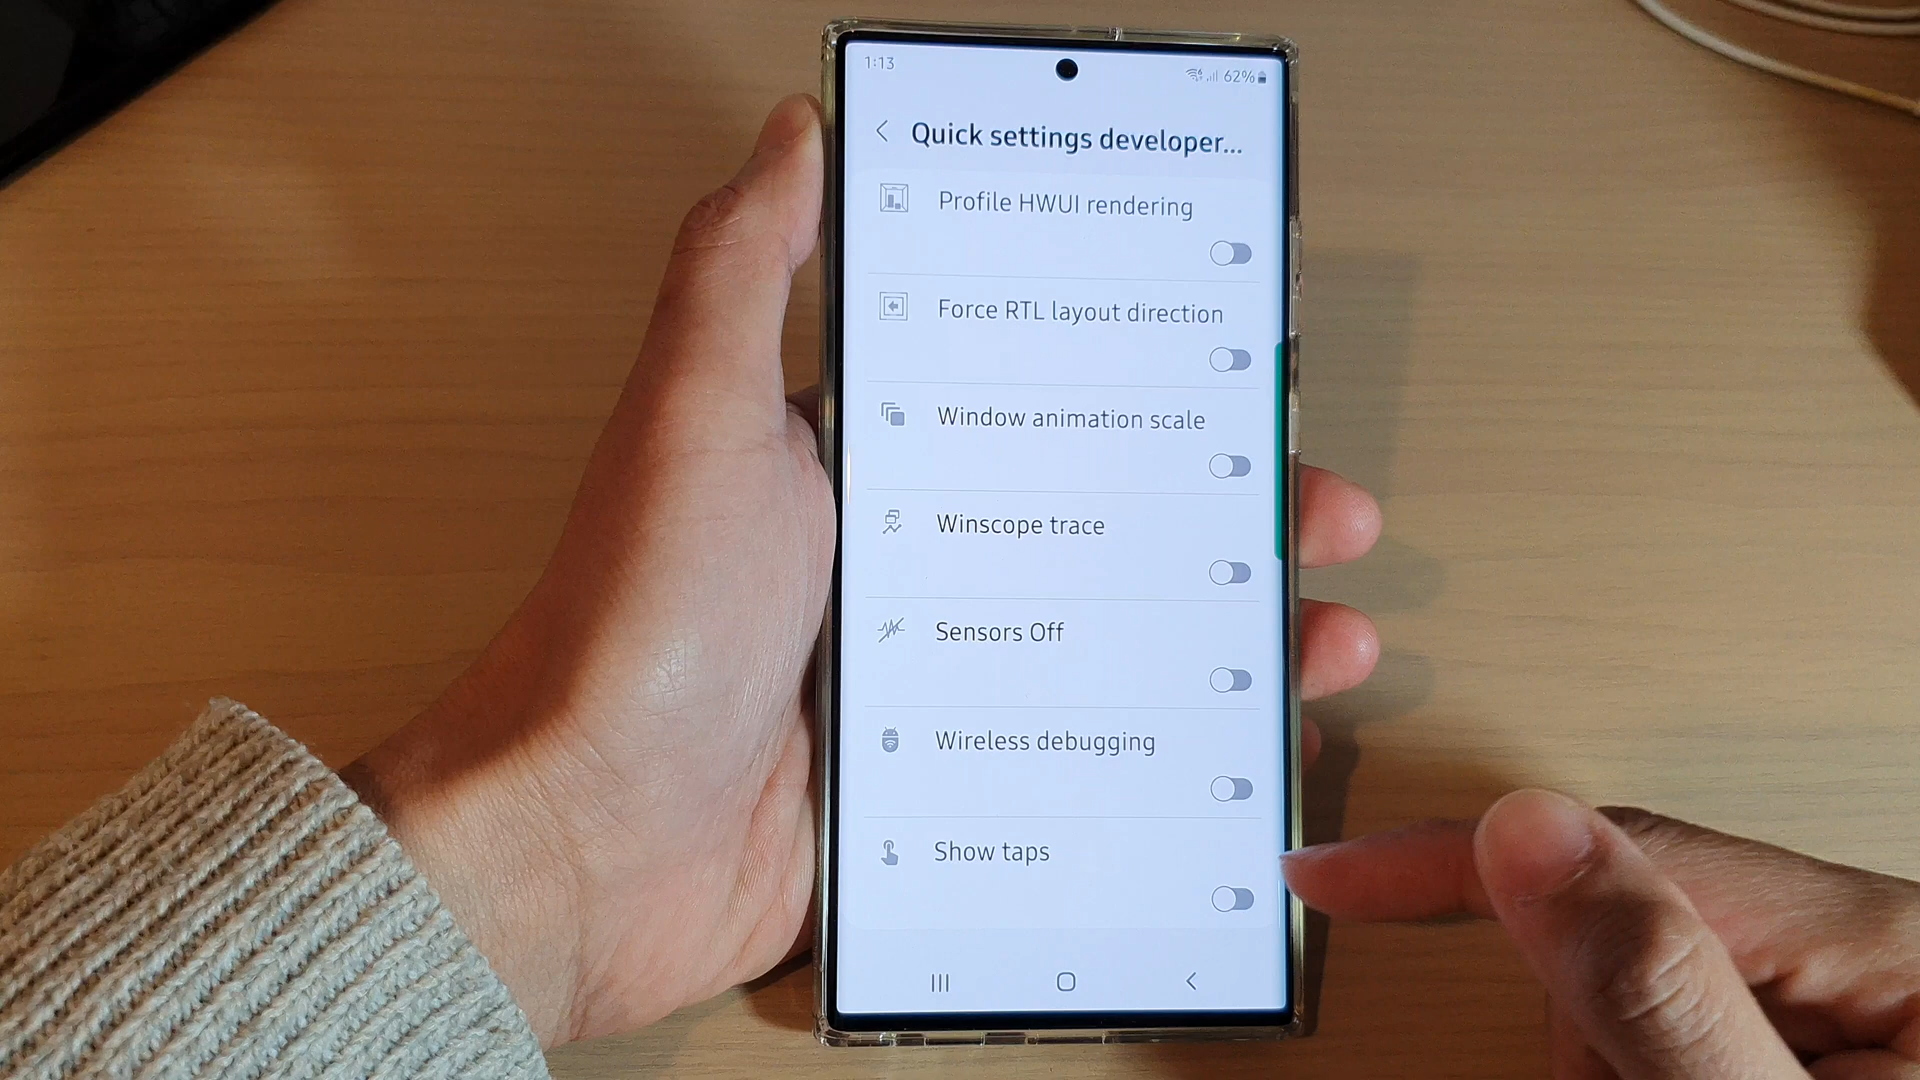 1:13
62%
Quick settings developer...
Profile HWUI rendering
Force RTL layout direction
Window animation scale
Winscope trace
Sensors Off
Wireless debugging
Show taps